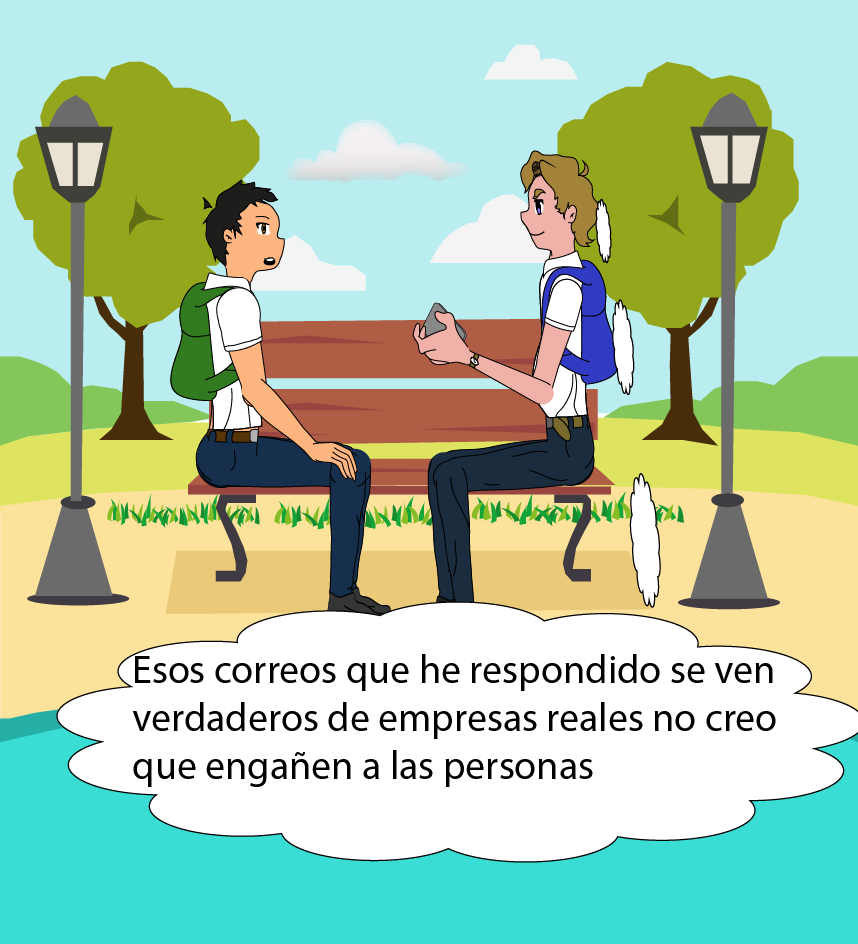 Esos correos que he respondido se ven
verdaderos de empresas reales no creo
que engañen a las personas